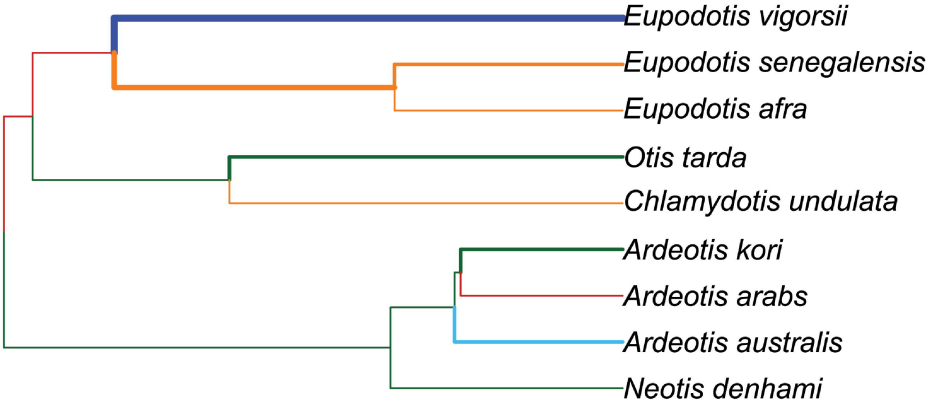 Eupodotis vigorsii
Eupodotis senegalensis
Eupodotis afra
Otis tarda
Chlamydotis undulata
Ardeotis kori
Ardeotis arabs
Ardeotis australis
Neotis denhami